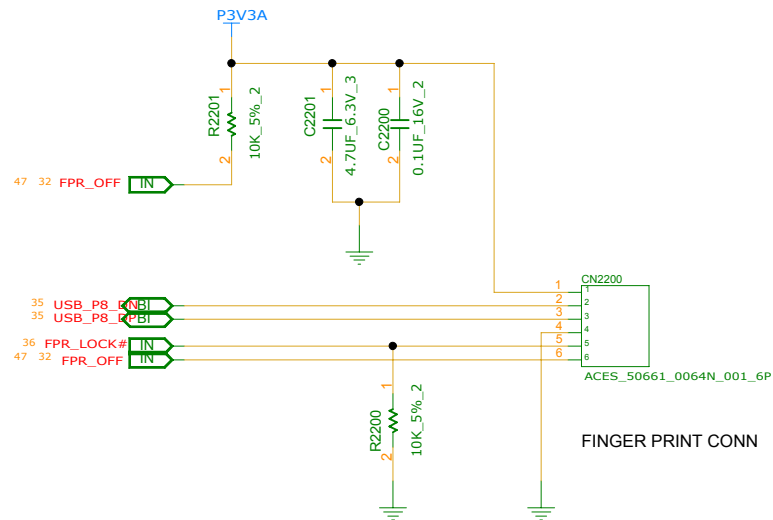 P3V3A
1
R2201
10K_5%_2
2
1
C2201
4.7UF_6.3V_3
2
1
C2200
0.1UF_16V_2
2
47 32 FPR_OFF IN
CN2200
35 USB_P8_DN BI
35 USB_P8_DP BI
36 FPR_LOCK# IN
47 32 FPR_OFF IN
1 1
2 2
3 3
4 4
5 5
6 6
ACES_50661_0064N_001_6P
1
R2200
10K_5%_2
2
FINGER PRINT CONN